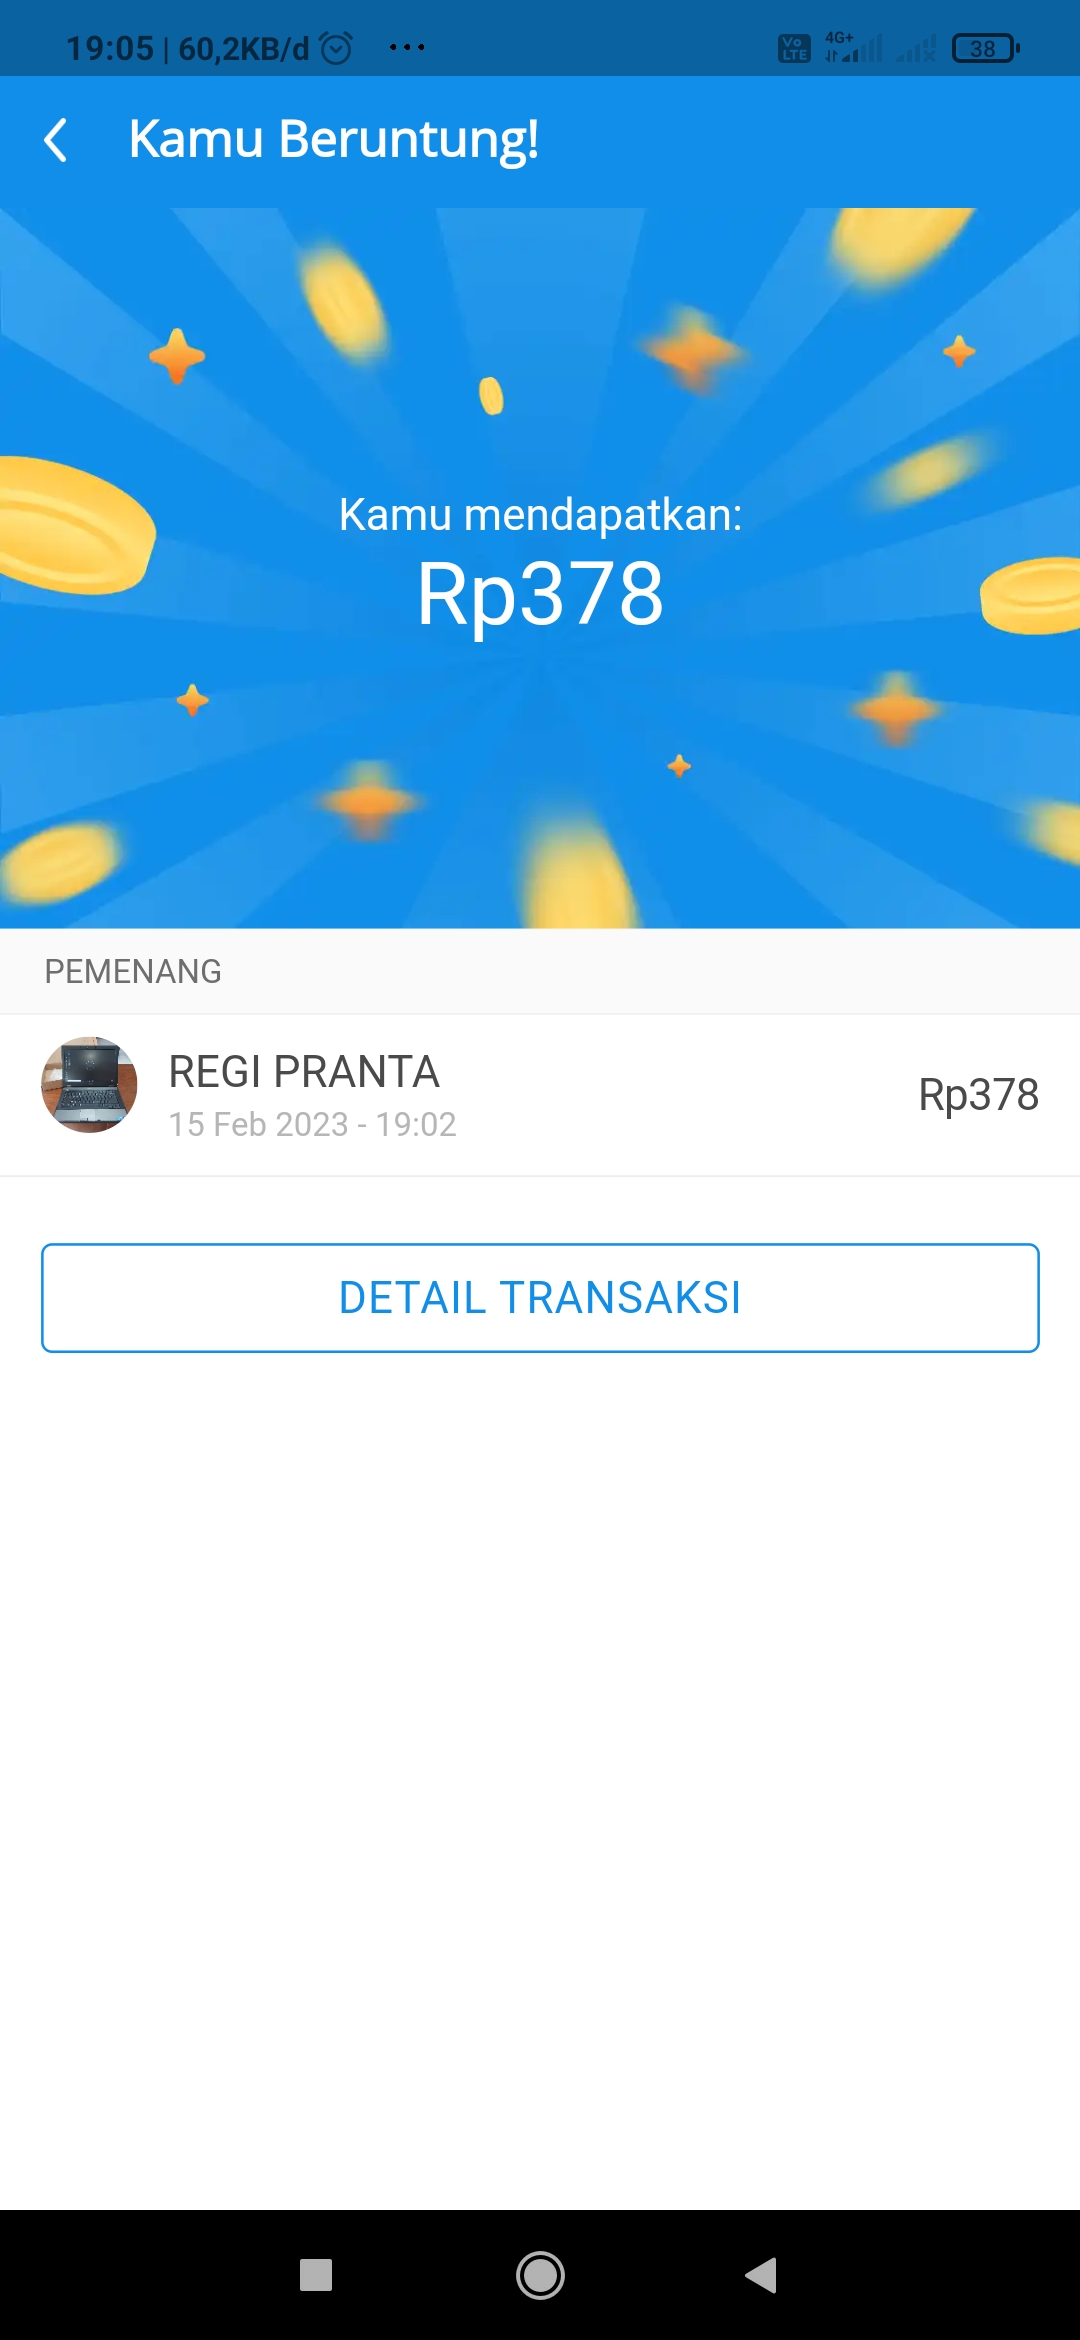 19:05 | 60,2KB/d
Vo LTE 4G+ 38
Kamu Beruntung!
Kamu mendapatkan:
Rp378
PEMENANG
REGI PRANTA
15 Feb 2023 - 19:02
Rp378
DETAIL TRANSAKSI